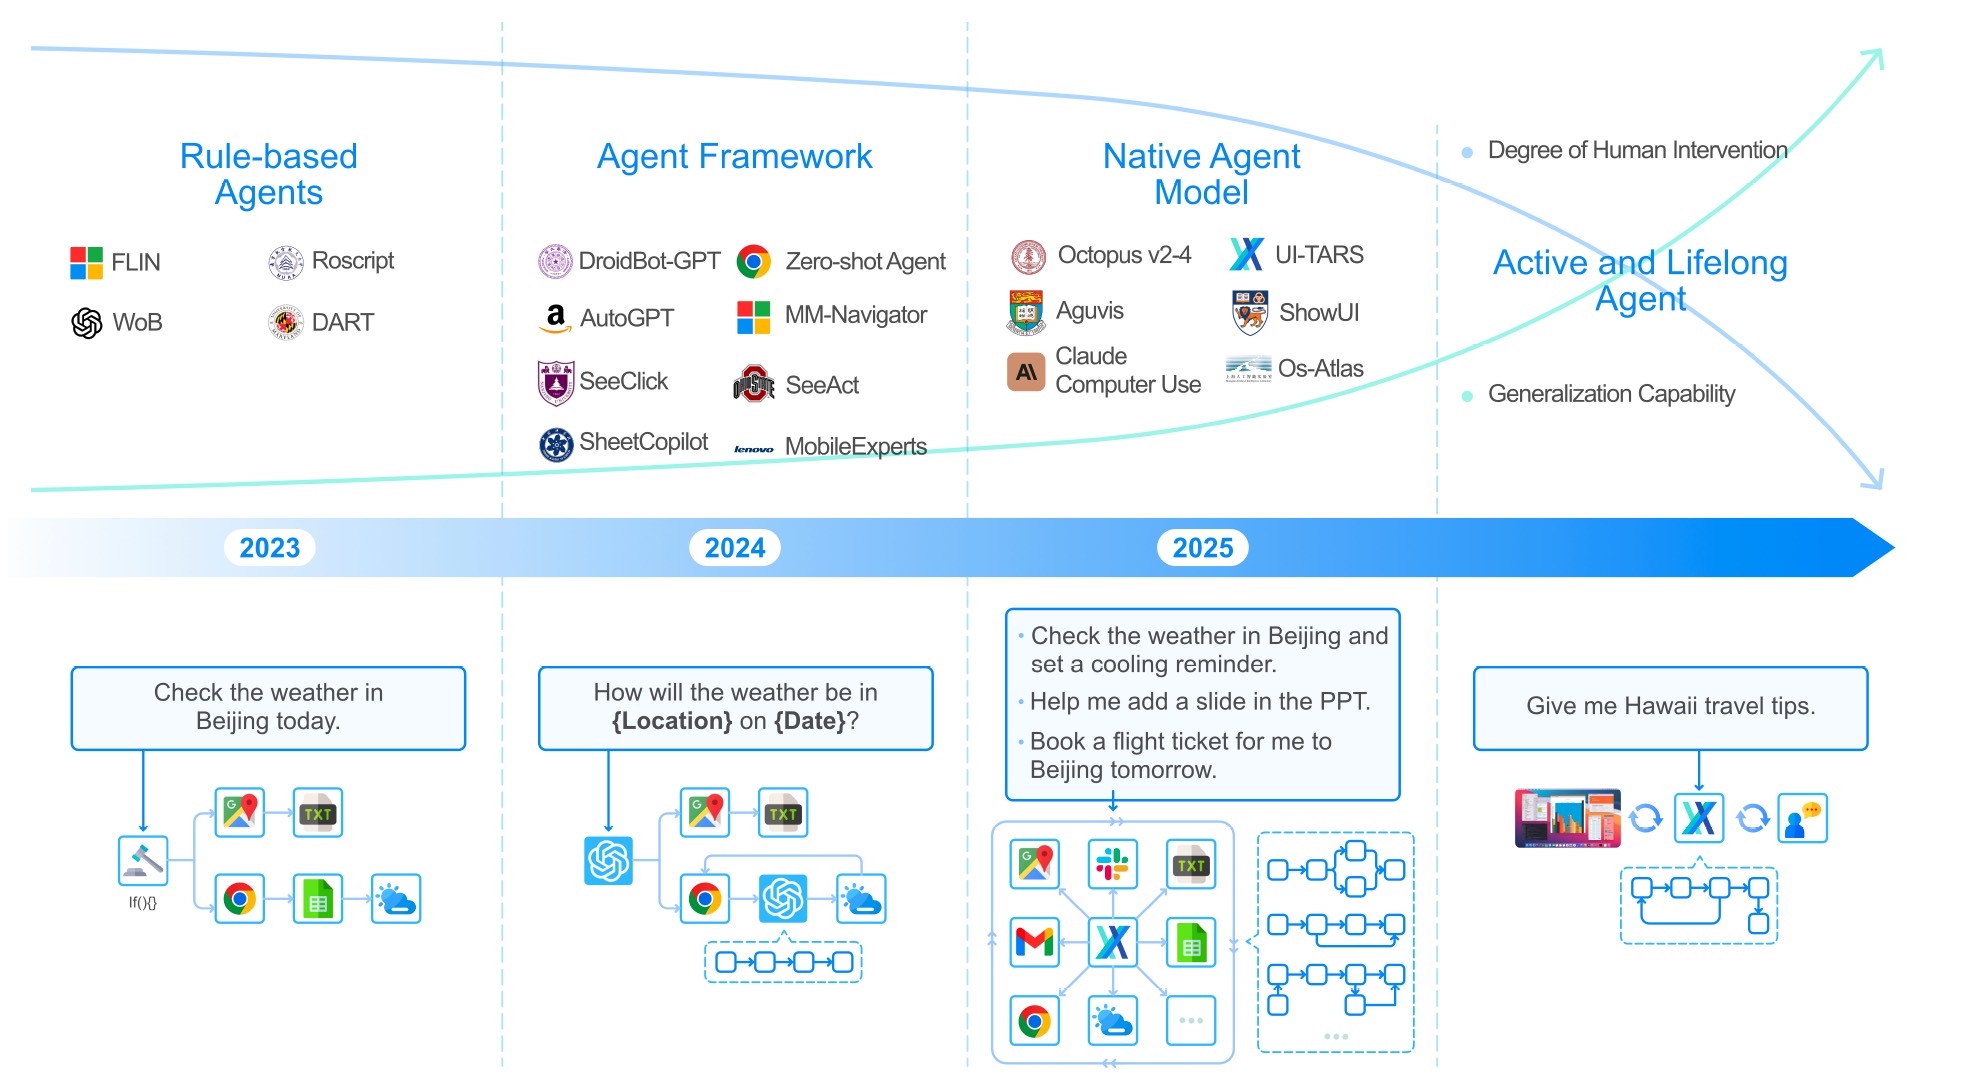 Rule-based
Agents
FLIN
Roscript
WoB
DART
Agent Framework
DroidBot-GPT
Zero-shot Agent
AutoGPT
MM-Navigator
SeeClick
SeeAct
SheetCopilot
lenovo
MobileExperts
Native Agent
Model
Octopus v2-4
UI-TARS
Aguvis
ShowUI
Claude
Computer Use
Os-Atlas
Degree of Human Intervention
Active and Lifelong
Agent
Generalization Capability
2023
2024
2025
Check the weather in
Beijing today.
TXT
If(){}
How will the weather be in
{Location} on {Date}?
TXT
• Check the weather in Beijing and
set a cooling reminder.
• Help me add a slide in the PPT.
• Book a flight ticket for me to
Beijing tomorrow.
TXT
Give me Hawaii travel tips.